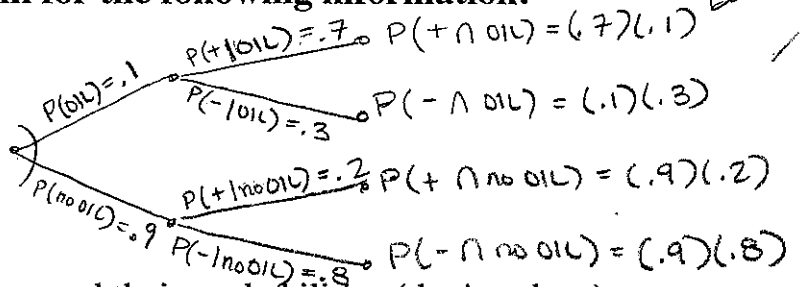 for the following information:
P(+|OIL)=.7 P(+ ∩ OIL) = (.7)(.1)
P(OIL)=.1
P(-|OIL)=.3 P(- ∩ OIL) = (.1)(.3)
P(+|no OIL)=.2 P(+ ∩ no OIL) = (.9)(.2)
P(no OIL)=.9
P(-|no OIL)=.8 P(- ∩ no OIL) = (.9)(.8)